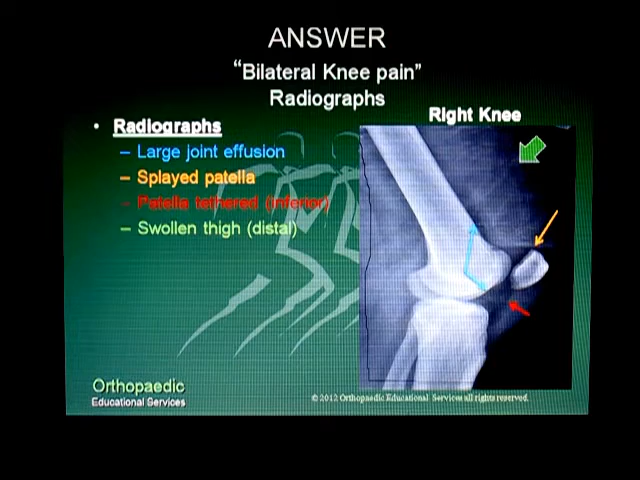 ANSWER
“Bilateral Knee pain”
Radiographs
Right Knee
• Radiographs
– Large joint effusion
– Splayed patella
– Patella tethered (inferior)
– Swollen thigh (distal)
Orthopaedic
Educational Services
© 2012 Orthopaedic Educational Services all rights reserved.